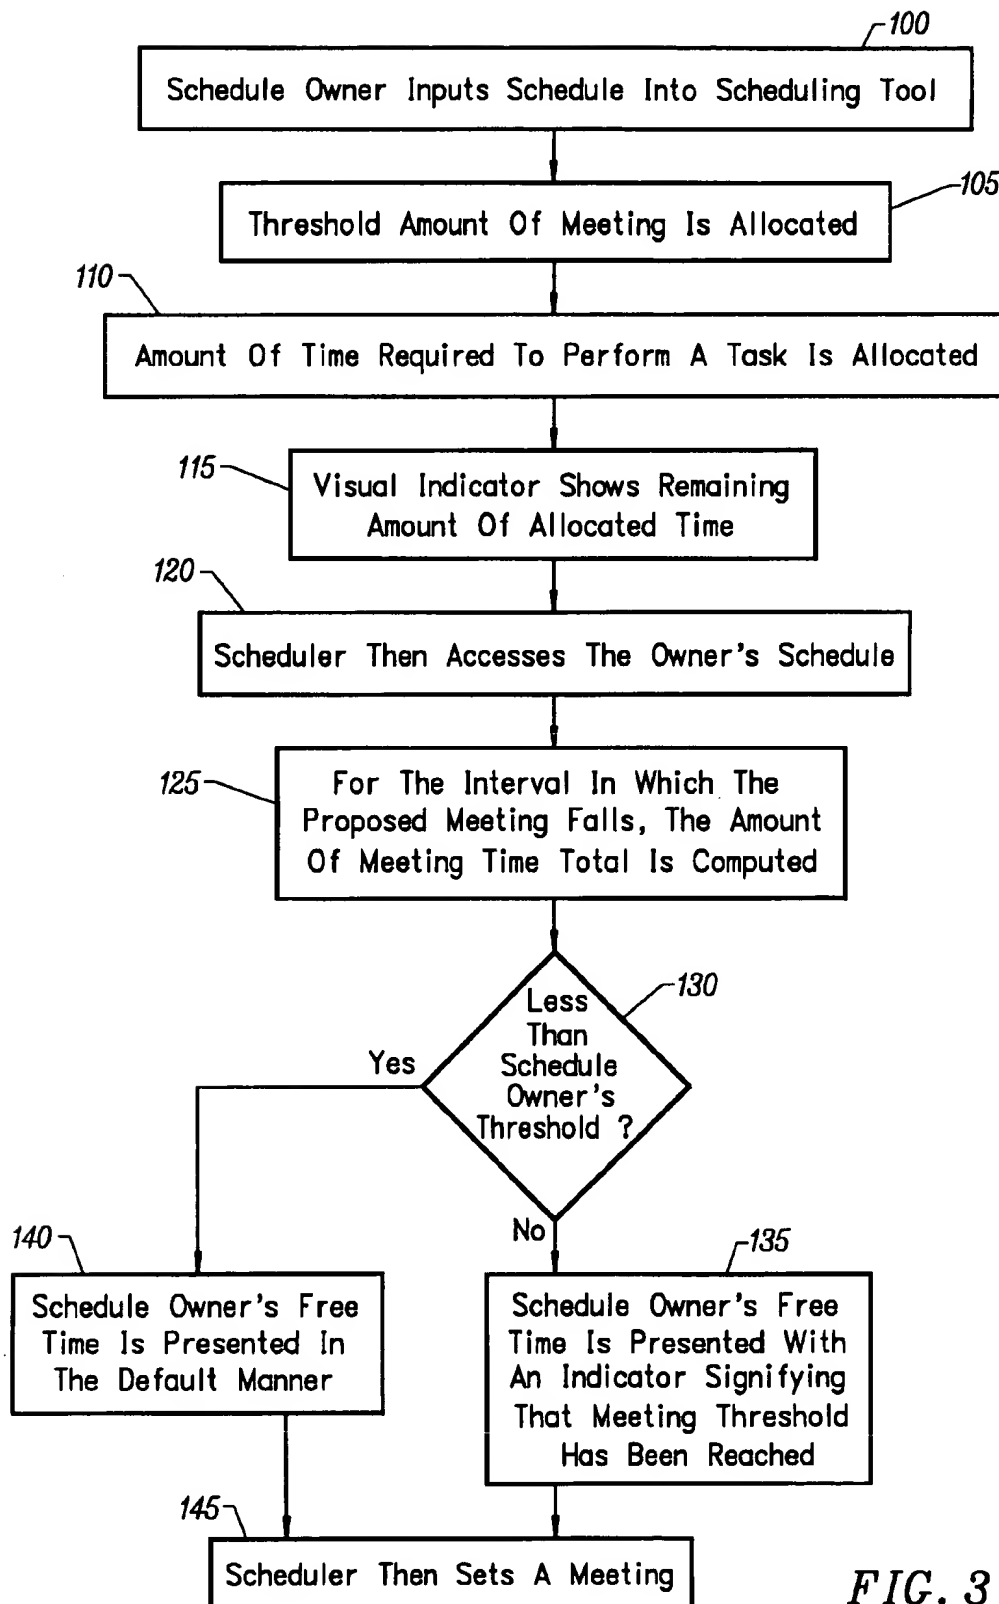 100
Schedule Owner Inputs Schedule Into Scheduling Tool
105
Threshold Amount Of Meeting Is Allocated
110
Amount Of Time Required To Perform A Task Is Allocated
115
Visual Indicator Shows Remaining
Amount Of Allocated Time
120
Scheduler Then Accesses The Owner's Schedule
125
For The Interval In Which The
Proposed Meeting Falls, The Amount
Of Meeting Time Total Is Computed
130
Less
Than
Schedule
Owner's
Threshold ?
Yes
No
140
Schedule Owner's Free
Time Is Presented In
The Default Manner
135
Schedule Owner's Free
Time Is Presented With
An Indicator Signifying
That Meeting Threshold
Has Been Reached
145
Scheduler Then Sets A Meeting
FIG. 3